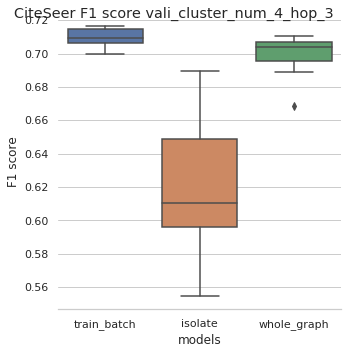 CiteSeer F1 score vali_cluster_num_4_hop_3
0.72
0.70
0.68
0.66
0.64
0.62
0.60
0.58
0.56
F1 score
train_batch isolate whole_graph
models